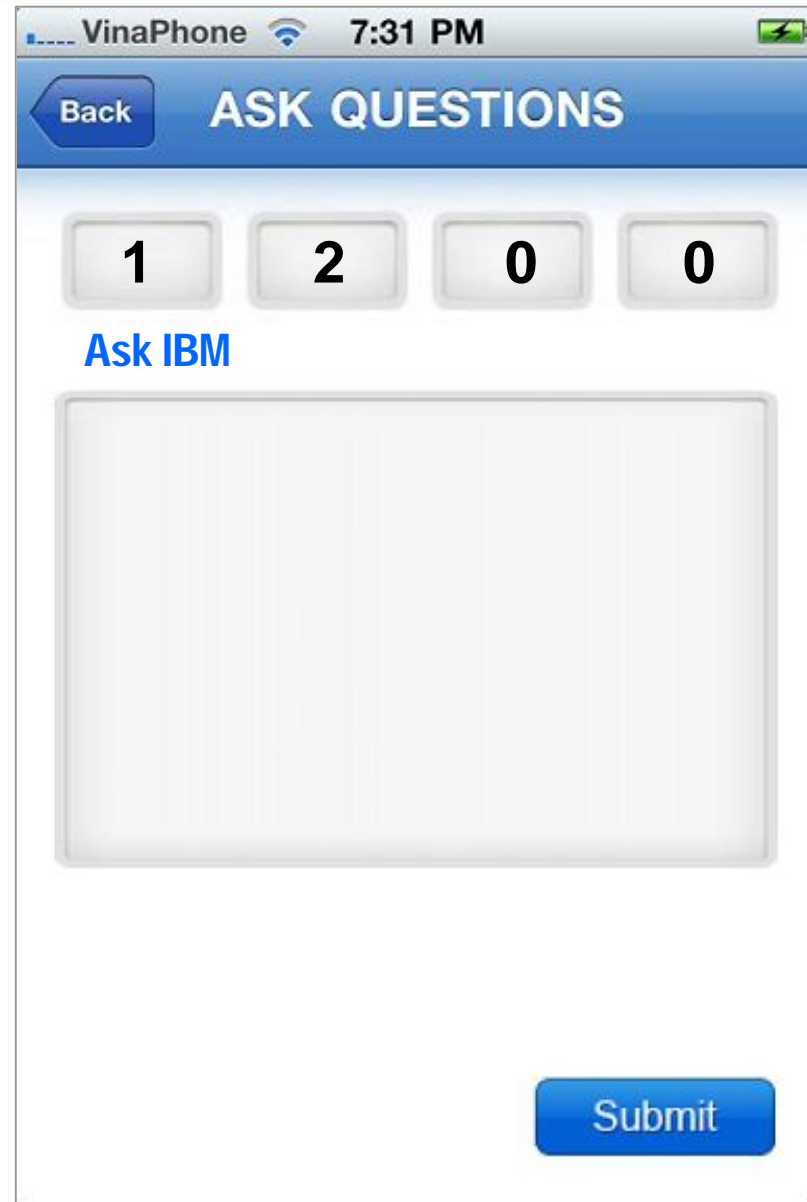 VinaPhone 7:31 PM
Back ASK QUESTIONS
1 2 0 0
Ask IBM
Submit